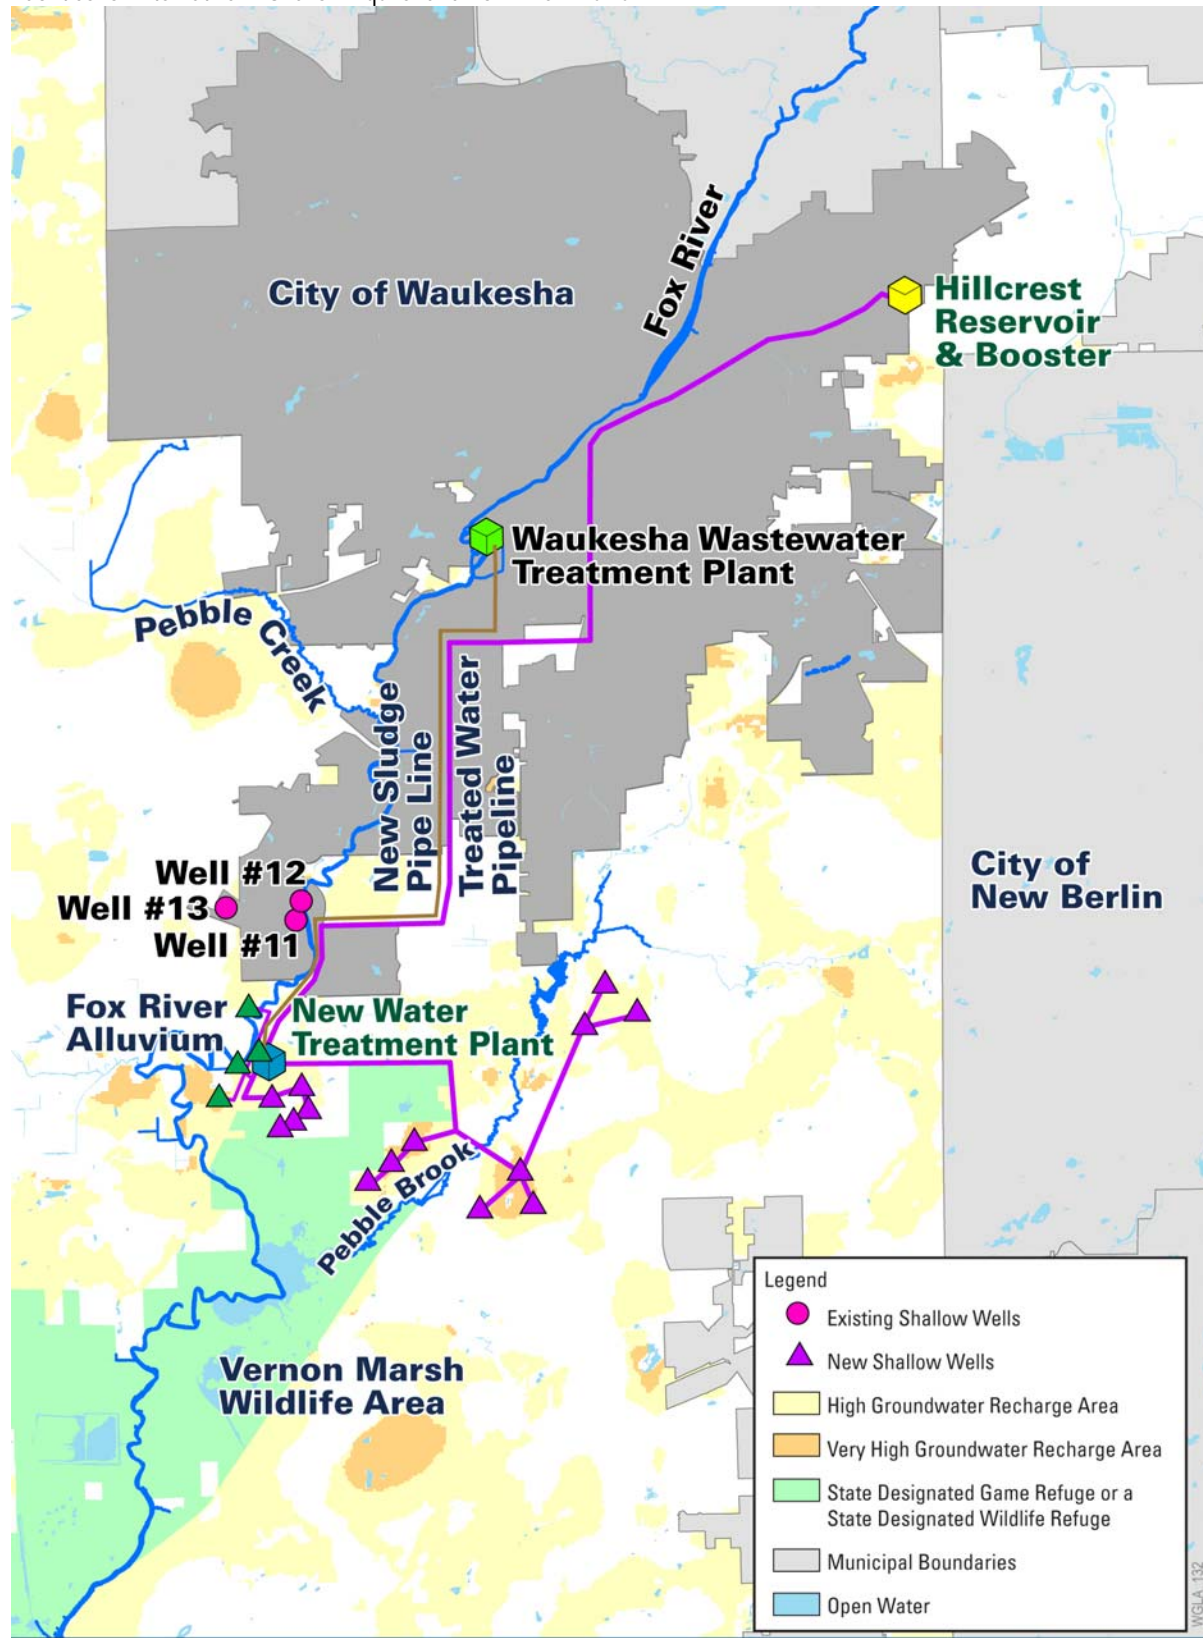 City of Waukesha
Fox River
Hillcrest
Reservoir
& Booster
Waukesha Wastewater
Treatment Plant
Pebble Creek
New Sludge
Pipe Line
Treated Water
Pipeline
Well #12
Well #13
Well #11
City of
New Berlin
Fox River
Alluvium
New Water
Treatment Plant
Pebble Brook
Vernon Marsh
Wildlife Area
Legend
Existing Shallow Wells
New Shallow Wells
High Groundwater Recharge Area
Very High Groundwater Recharge Area
State Designated Game Refuge or a
State Designated Wildlife Refuge
Municipal Boundaries
Open Water
WGLA_132